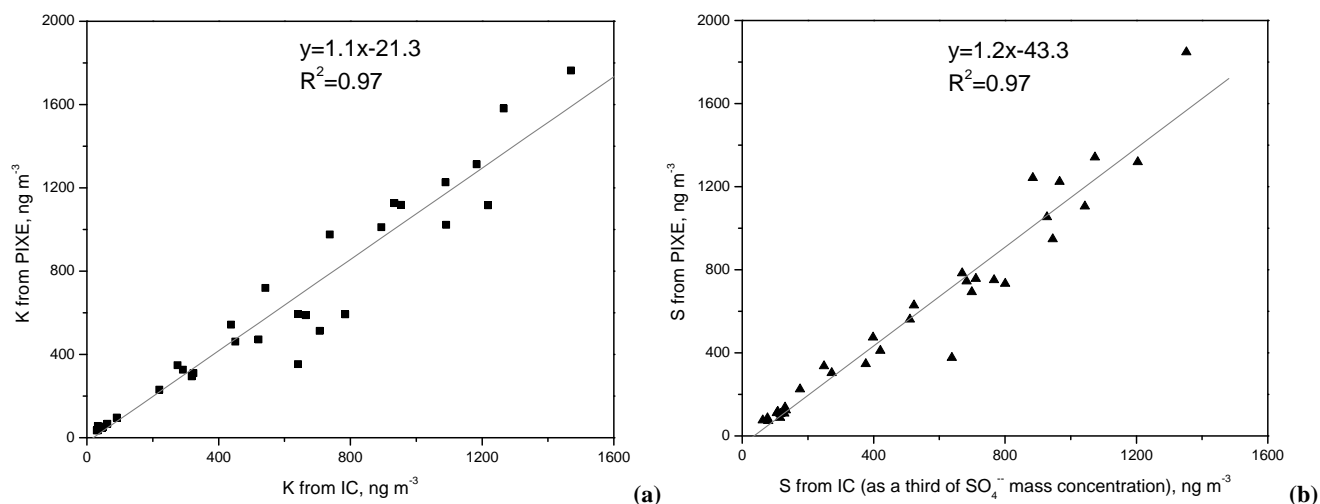 y=1.1x-21.3
R²=0.97
K from PIXE, ng m⁻³
2000
1600
1200
800
400
0
0 400 800 1200 1600
K from IC, ng m⁻³
(a)
y=1.2x-43.3
R²=0.97
S from PIXE, ng m⁻³
2000
1600
1200
800
400
0
0 400 800 1200 1600
S from IC (as a third of SO₄⁻⁻ mass concentration), ng m⁻³
(b)